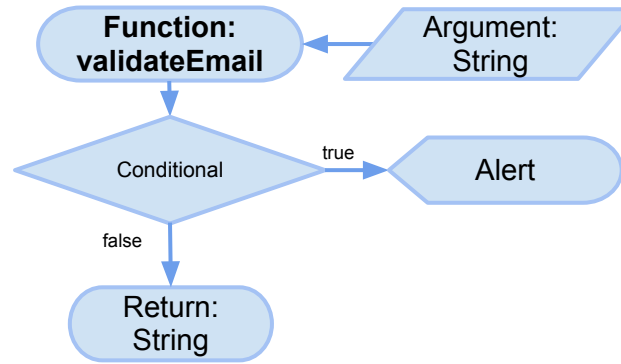 Function:
validateEmail
Argument:
String
Conditional
true
Alert
false
Return:
String